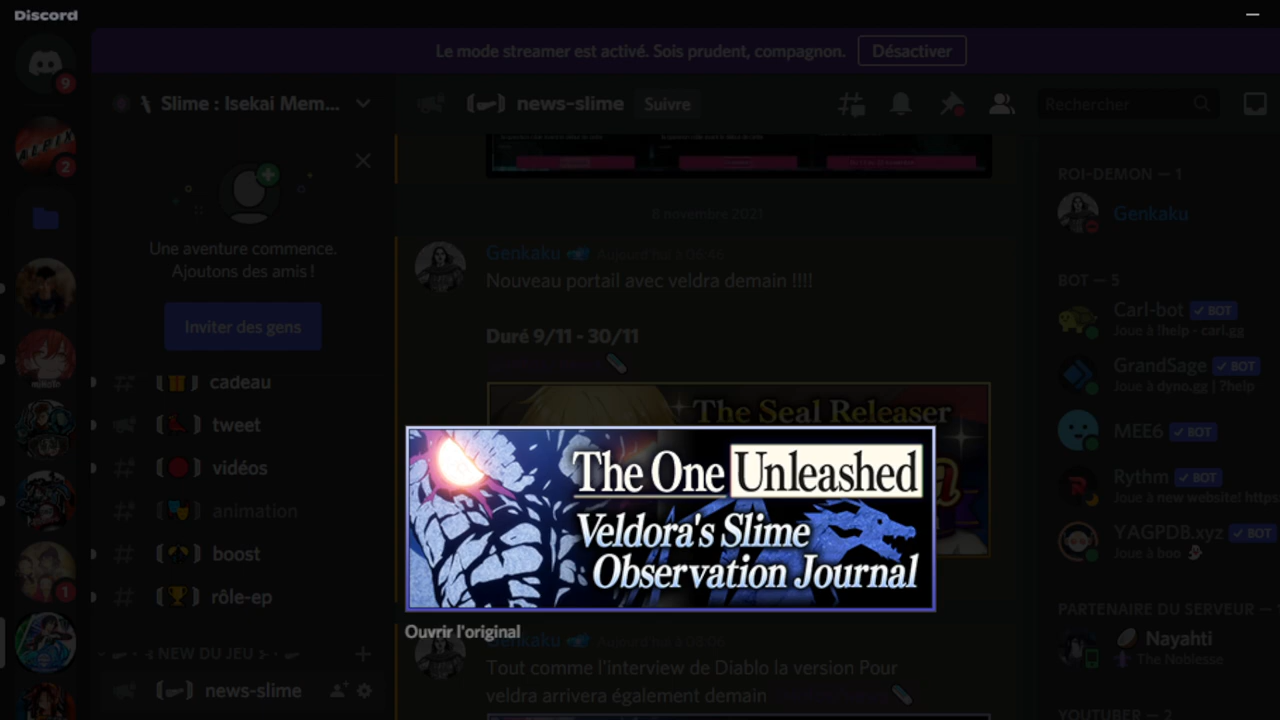 Discord
Le mode streamer est activé. Sois prudent, compagnon.
Désactiver
9
Slime : Isekai Mem...
news-slime
Suivre
Rechercher
2
8 novembre 2021
ROI-DEMON — 1
Genkaku
Une aventure commence.
Ajoutons des amis !
Inviter des gens
Genkaku Aujourd'hui à 06:46
Nouveau portail avec veldra demain !!!!
Duré 9/11 - 30/11
BOT — 5
Carl-bot BOT
Joue à !help - carl.gg
GrandSage BOT
Joue à dyno.gg | ?help
MEE6 BOT
Rythm BOT
Joue à new website! https
YAGPDB.xyz BOT
Joue à boo
cadeau
tweet
vidéos
animation
boost
rôle-ep
1
The Seal Releaser
The One Unleashed
Veldora's Slime
Observation Journal
Ouvrir l'original
Genkaku Aujourd'hui à 08:06
Tout comme l'interview de Diablo la version Pour
veldra arrivera également demain
PARTENAIRE DU SERVEUR —
Nayahti
The Noblesse
YOUTUBER — 2
NEW DU JEU
news-slime